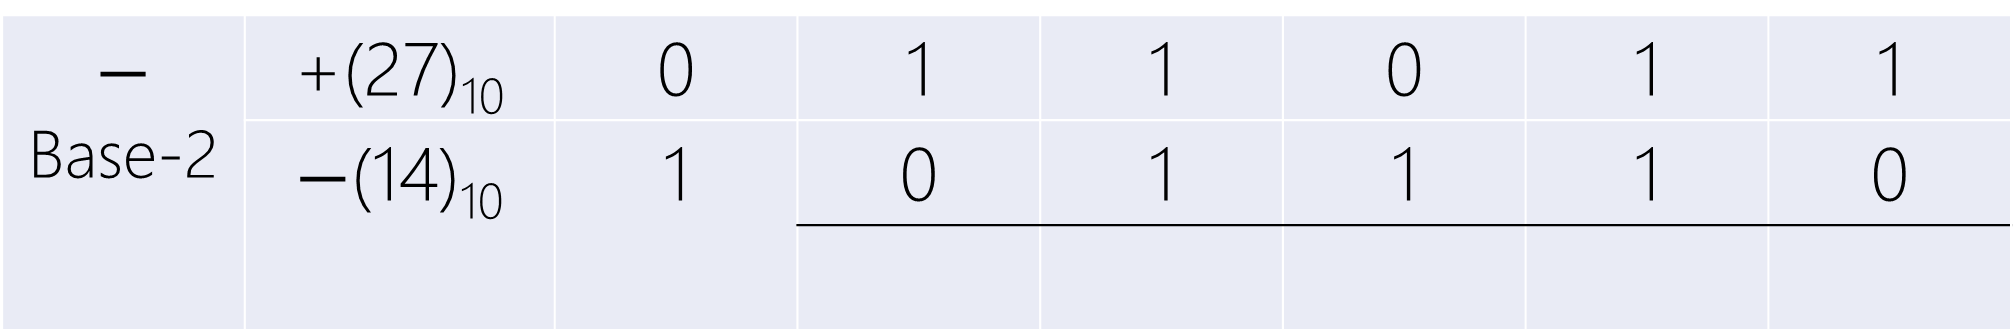 − +(27)₁₀ 0 1 1 0 1 1
Base-2 −(14)₁₀ 1 0 1 1 1 0